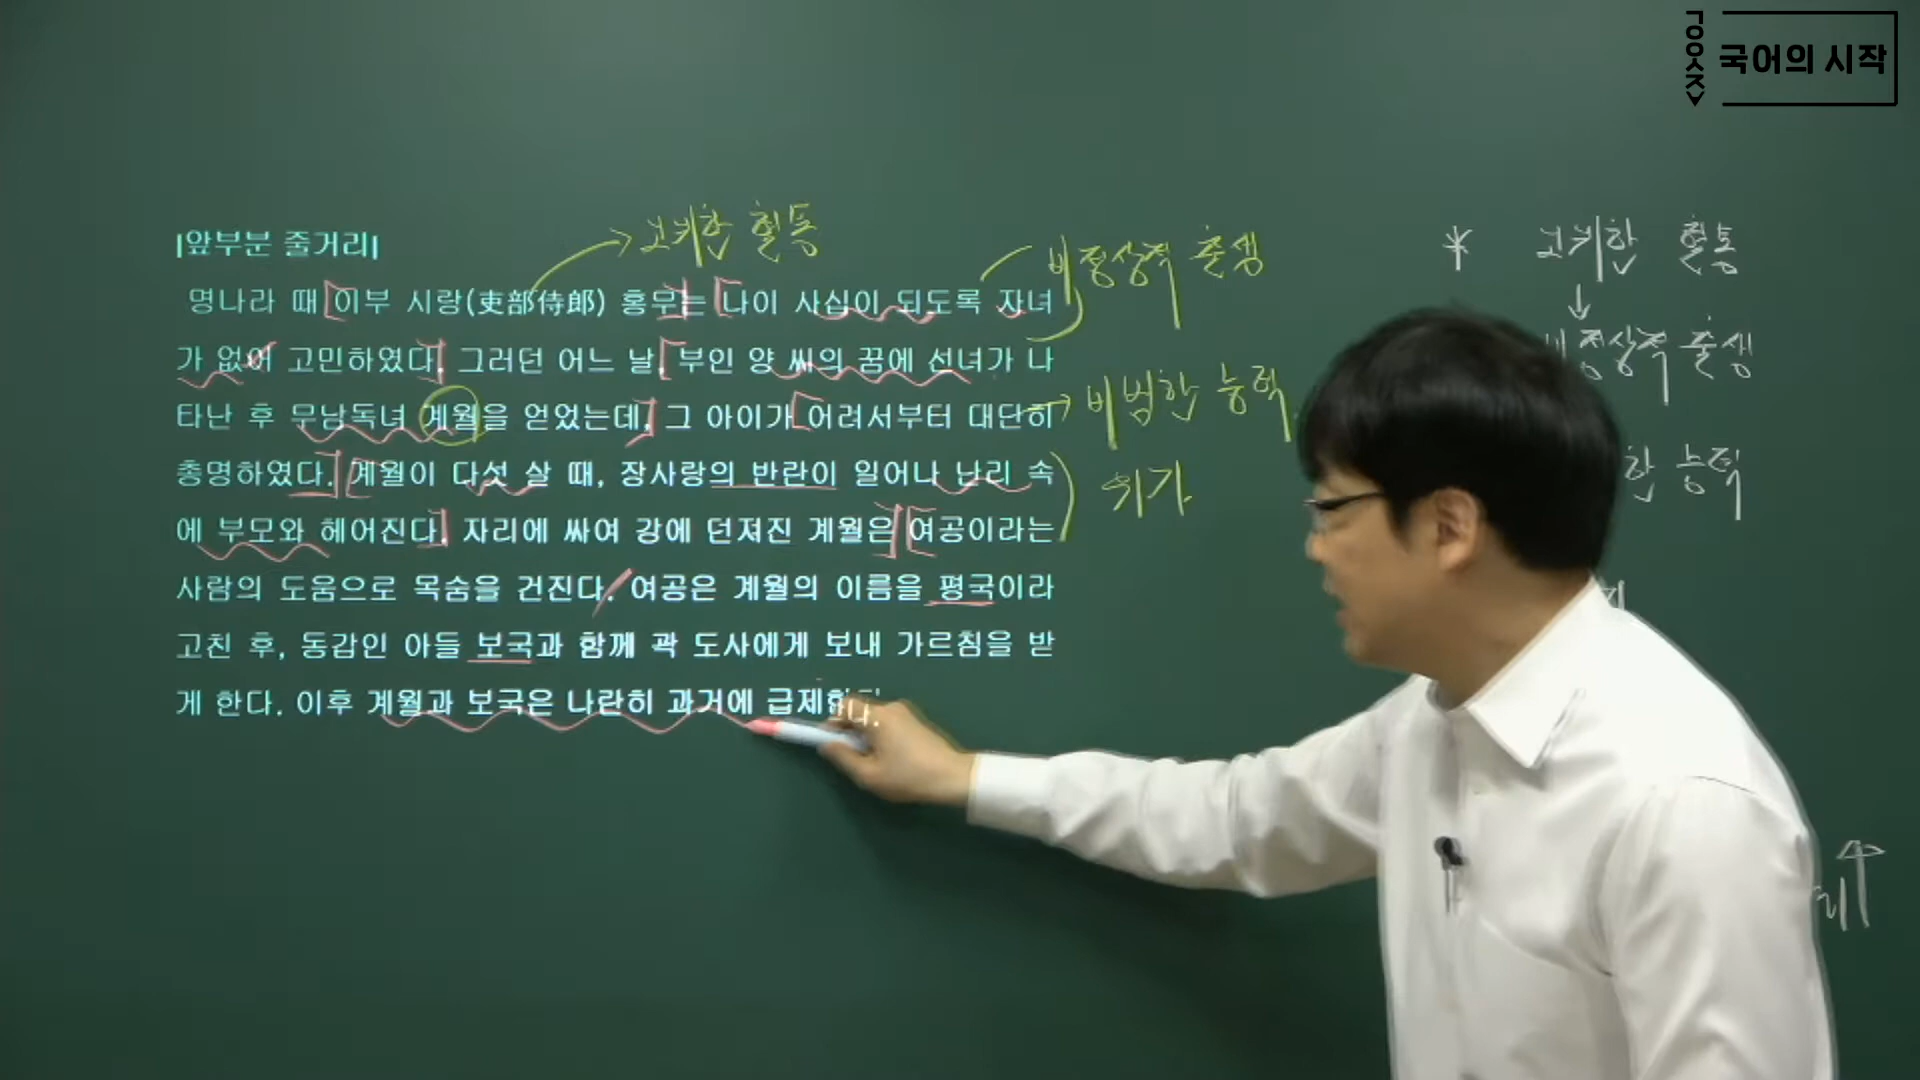 국어의 시작
|앞부분 줄거리|
고귀한 혈통
비정상적 출생
명나라 때 이부 시랑(吏部侍郎) 홍무는 나이 사십이 되도록 자녀
가 없어 고민하였다. 그러던 어느 날, 부인 양 씨의 꿈에 선녀가 나
타난 후 무남독녀 계월을 얻었는데, 그 아이가 어려서부터 대단히
비범한 능력
총명하였다. 계월이 다섯 살 때, 장사랑의 반란이 일어나 난리 속
위기
에 부모와 헤어진다. 자리에 싸여 강에 던져진 계월은 여공이라는
사람의 도움으로 목숨을 건진다. 여공은 계월의 이름을 평국이라
고친 후, 동갑인 아들 보국과 함께 곽 도사에게 보내 가르침을 받
게 한다. 이후 계월과 보국은 나란히 과거에 급제한다.
* 고귀한 혈통
↓
비정상적 출생
한 능력